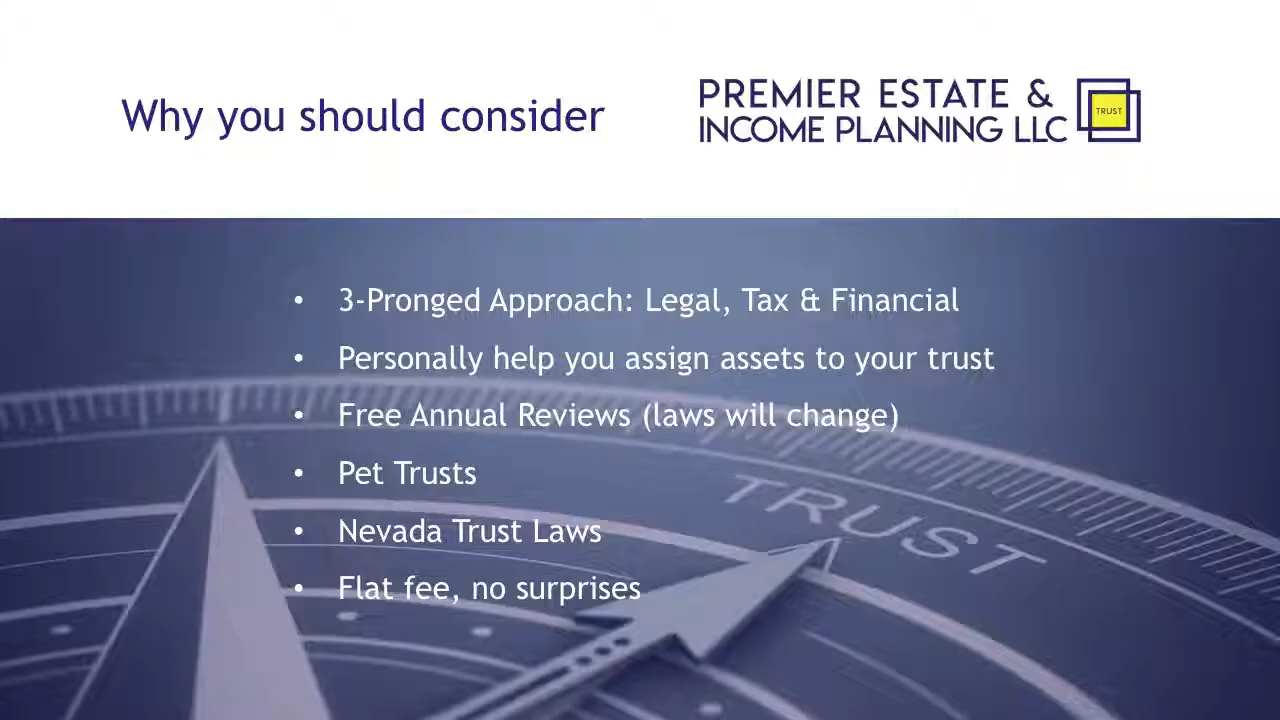 Why you should consider
PREMIER ESTATE &
INCOME PLANNING LLC
TRUST
• 3-Pronged Approach: Legal, Tax & Financial
• Personally help you assign assets to your trust
• Free Annual Reviews (laws will change)
• Pet Trusts
• Nevada Trust Laws
• Flat fee, no surprises
TRUST